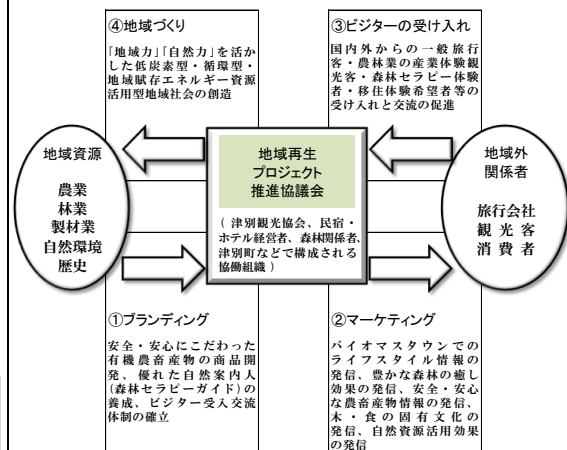 ④地域づくり
「地域力」「自然力」を活か
した低炭素型・循環型・
地域賦存エネルギー資源
活用型地域社会の創造
③ビジターの受け入れ
国内外からの一般旅行
客・農林業の産業体験観
光客・森林セラピー体験
者・移住体験希望者等の
受け入れと交流の促進
地域資源
農業
林業
製材業
自然環境
歴史
地域再生
プロジェクト
推進協議会
( 津別観光協会、民宿・
ホテル経営者、森林関係者、
津別町などで構成される
協働組織 )
地域外
関係者
旅行会社
観 光 客
消 費 者
①ブランディング
安全・安心にこだわった
有機農畜産物の商品開
発、優れた自然案内人
(森林セラピーガイド)の
養成、ビジター受入交流
体制の確立
②マーケティング
バイオマスタウンでの
ライフスタイル情報の
発信、豊かな森林の癒し
効果の発信、安全・安心
な農畜産物情報の発信、
木・食の固有文化の
発信、自然資源活用効果
の発信